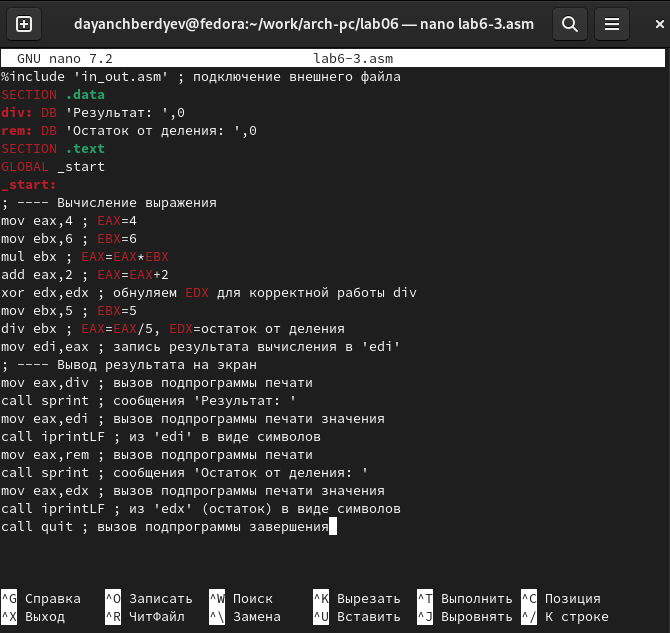 dayanchberdyev@fedora:~/work/arch-pc/lab06 — nano lab6-3.asm
GNU nano 7.2 lab6-3.asm
%include 'in_out.asm' ; подключение внешнего файла
SECTION .data
div: DB 'Результат: ',0
rem: DB 'Остаток от деления: ',0
SECTION .text
GLOBAL _start
_start:
; ---- Вычисление выражения
mov eax,4 ; EAX=4
mov ebx,6 ; EBX=6
mul ebx ; EAX=EAX*EBX
add eax,2 ; EAX=EAX+2
xor edx,edx ; обнуляем EDX для корректной работы div
mov ebx,5 ; EBX=5
div ebx ; EAX=EAX/5, EDX=остаток от деления
mov edi,eax ; запись результата вычисления в 'edi'
; ---- Вывод результата на экран
mov eax,div ; вызов подпрограммы печати
call sprint ; сообщения 'Результат: '
mov eax,edi ; вызов подпрограммы печати значения
call iprintLF ; из 'edi' в виде символов
mov eax,rem ; вызов подпрограммы печати
call sprint ; сообщения 'Остаток от деления: '
mov eax,edx ; вызов подпрограммы печати значения
call iprintLF ; из 'edx' (остаток) в виде символов
call quit ; вызов подпрограммы завершения
^G Справка ^O Записать ^W Поиск ^K Вырезать ^T Выполнить ^C Позиция
^X Выход ^R ЧитФайл ^\ Замена ^U Вставить ^J Выровнять ^/ К строке